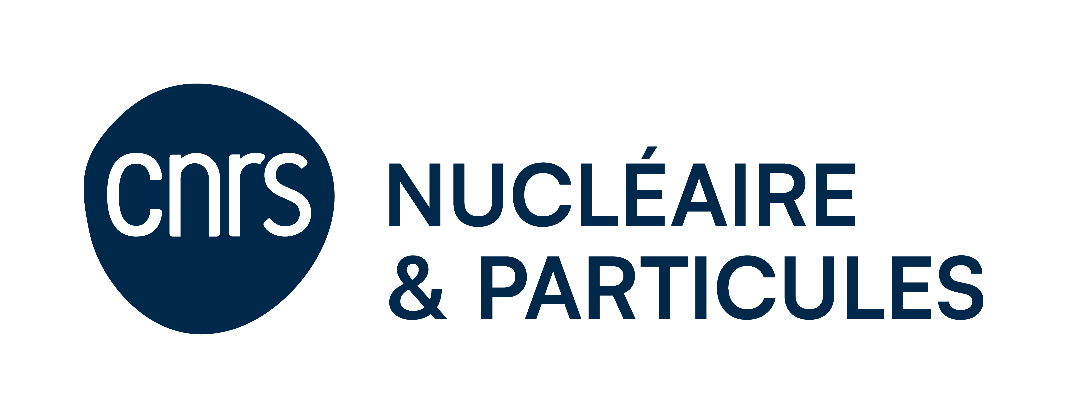 cnrs
NUCLÉAIRE
& PARTICULES